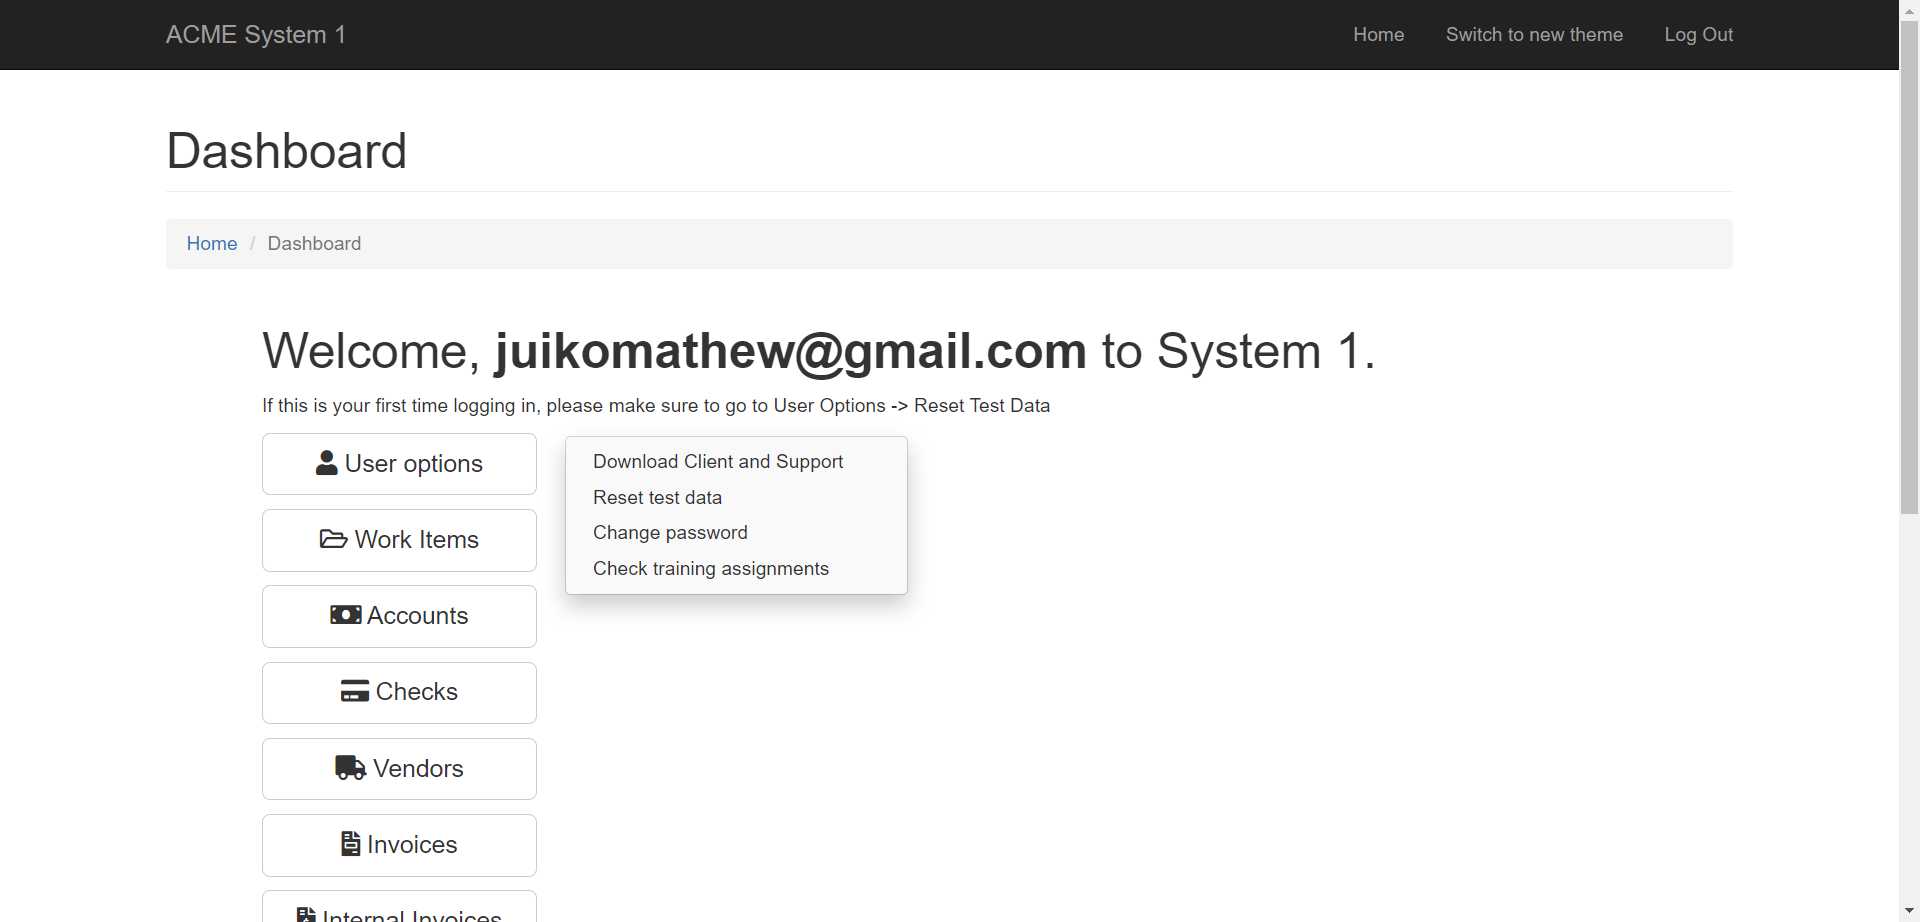 ACME System 1
Home
Switch to new theme
Log Out
Dashboard
Home / Dashboard
Welcome, juikomathew@gmail.com to System 1.
If this is your first time logging in, please make sure to go to User Options -> Reset Test Data
User options
Download Client and Support
Reset test data
Change password
Check training assignments
Work Items
Accounts
Checks
Vendors
Invoices
Internal Invoices